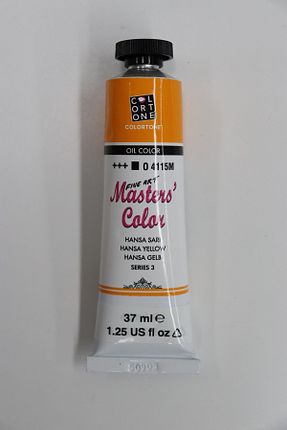 COL
ORT
ONE
COLORTONE
OIL COLOR
+++ ■ O 4115M
FINE ART
Masters'
Color
HANSA SARI
HANSA YELLOW
HANSA GELB
SERIES 3
37 ml ℮
1.25 US fl oz